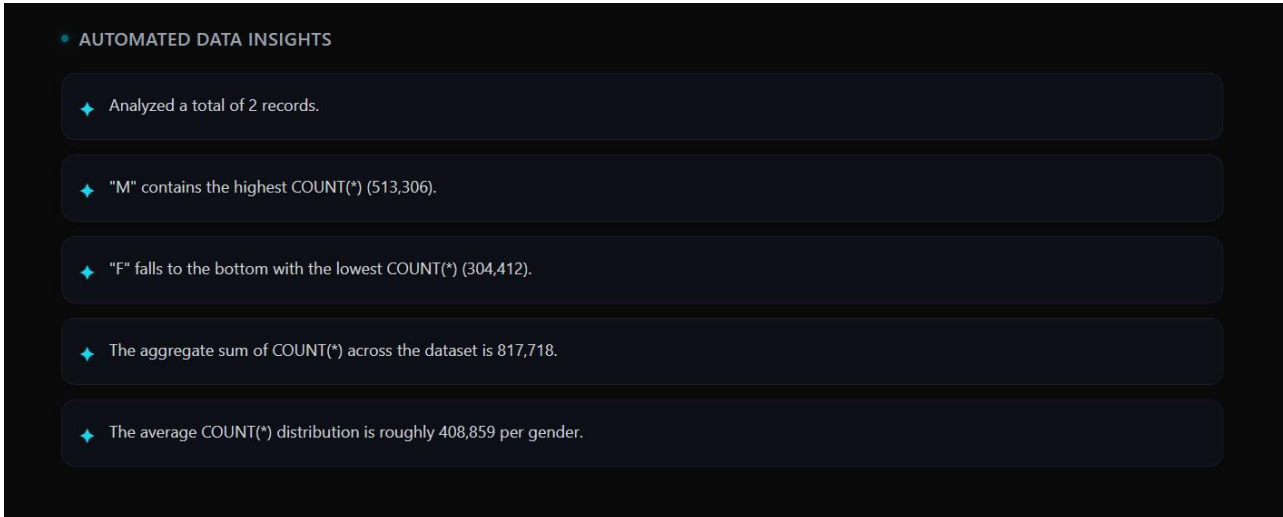 AUTOMATED DATA INSIGHTS
Analyzed a total of 2 records.
"M" contains the highest COUNT(*) (513,306).
"F" falls to the bottom with the lowest COUNT(*) (304,412).
The aggregate sum of COUNT(*) across the dataset is 817,718.
The average COUNT(*) distribution is roughly 408,859 per gender.